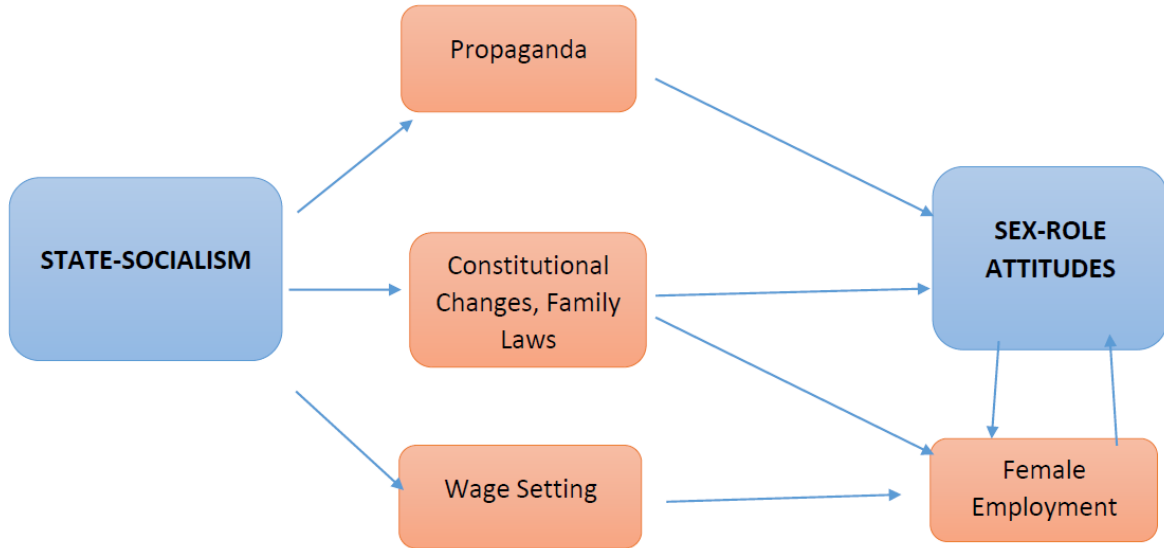 Propaganda
STATE-SOCIALISM
Constitutional
Changes, Family
Laws
SEX-ROLE
ATTITUDES
Wage Setting
Female
Employment